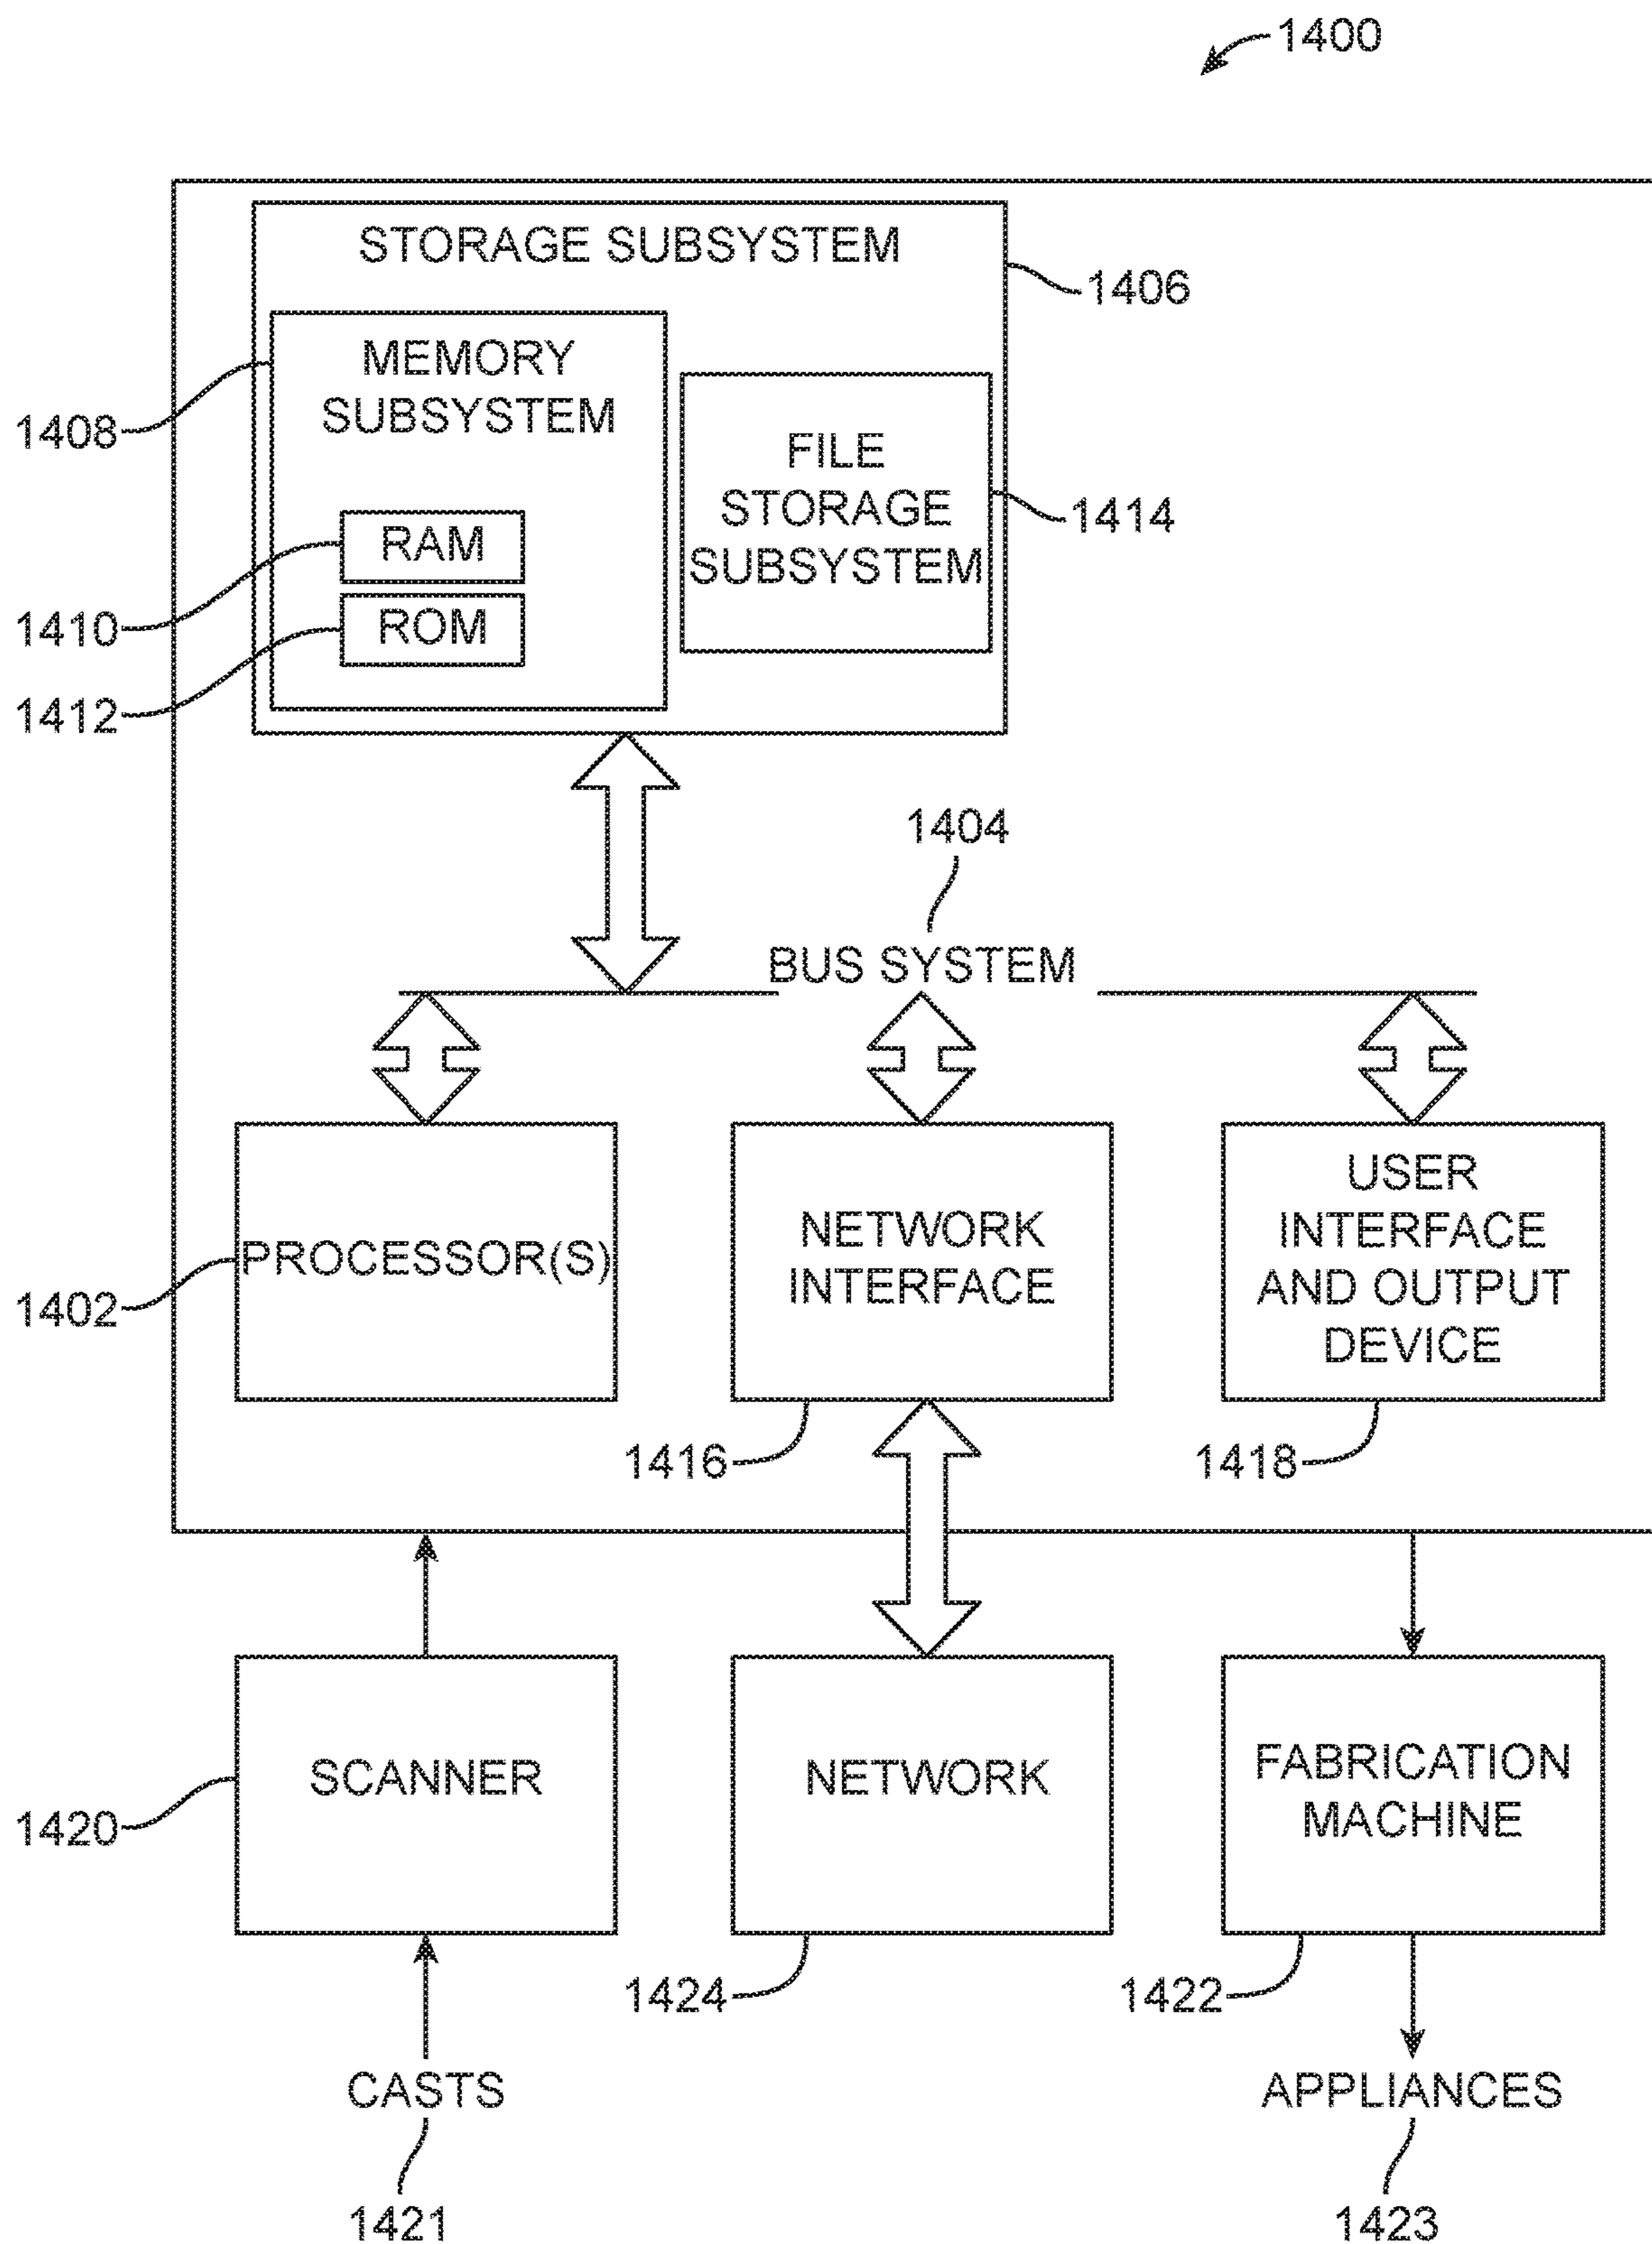 1400
STORAGE SUBSYSTEM
1406
MEMORY
SUBSYSTEM
1408
FILE
STORAGE
SUBSYSTEM
1414
RAM
1410
ROM
1412
1404
BUS SYSTEM
PROCESSOR(S)
1402
NETWORK
INTERFACE
1416
USER
INTERFACE
AND OUTPUT
DEVICE
1418
SCANNER
1420
NETWORK
1424
FABRICATION
MACHINE
1422
CASTS
1421
APPLIANCES
1423